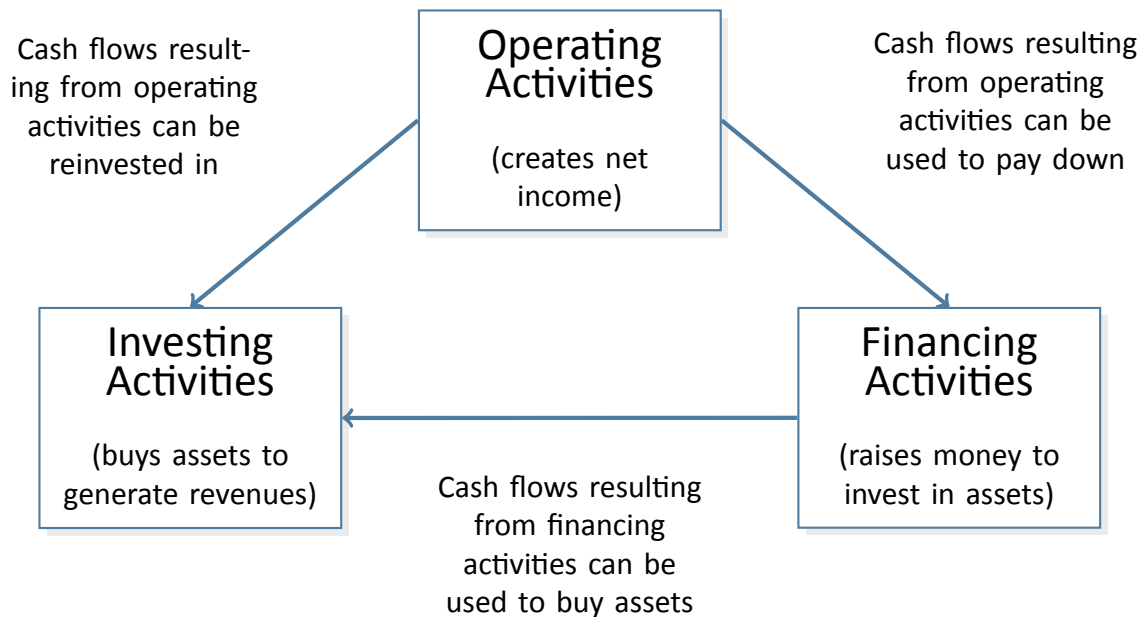 Cash flows result-
ing from operating
activities can be
reinvested in
Operating
Activities
(creates net
income)
Cash flows resulting
from operating
activities can be
used to pay down
Investing
Activities
(buys assets to
generate revenues)
Financing
Activities
(raises money to
invest in assets)
Cash flows resulting
from financing
activities can be
used to buy assets